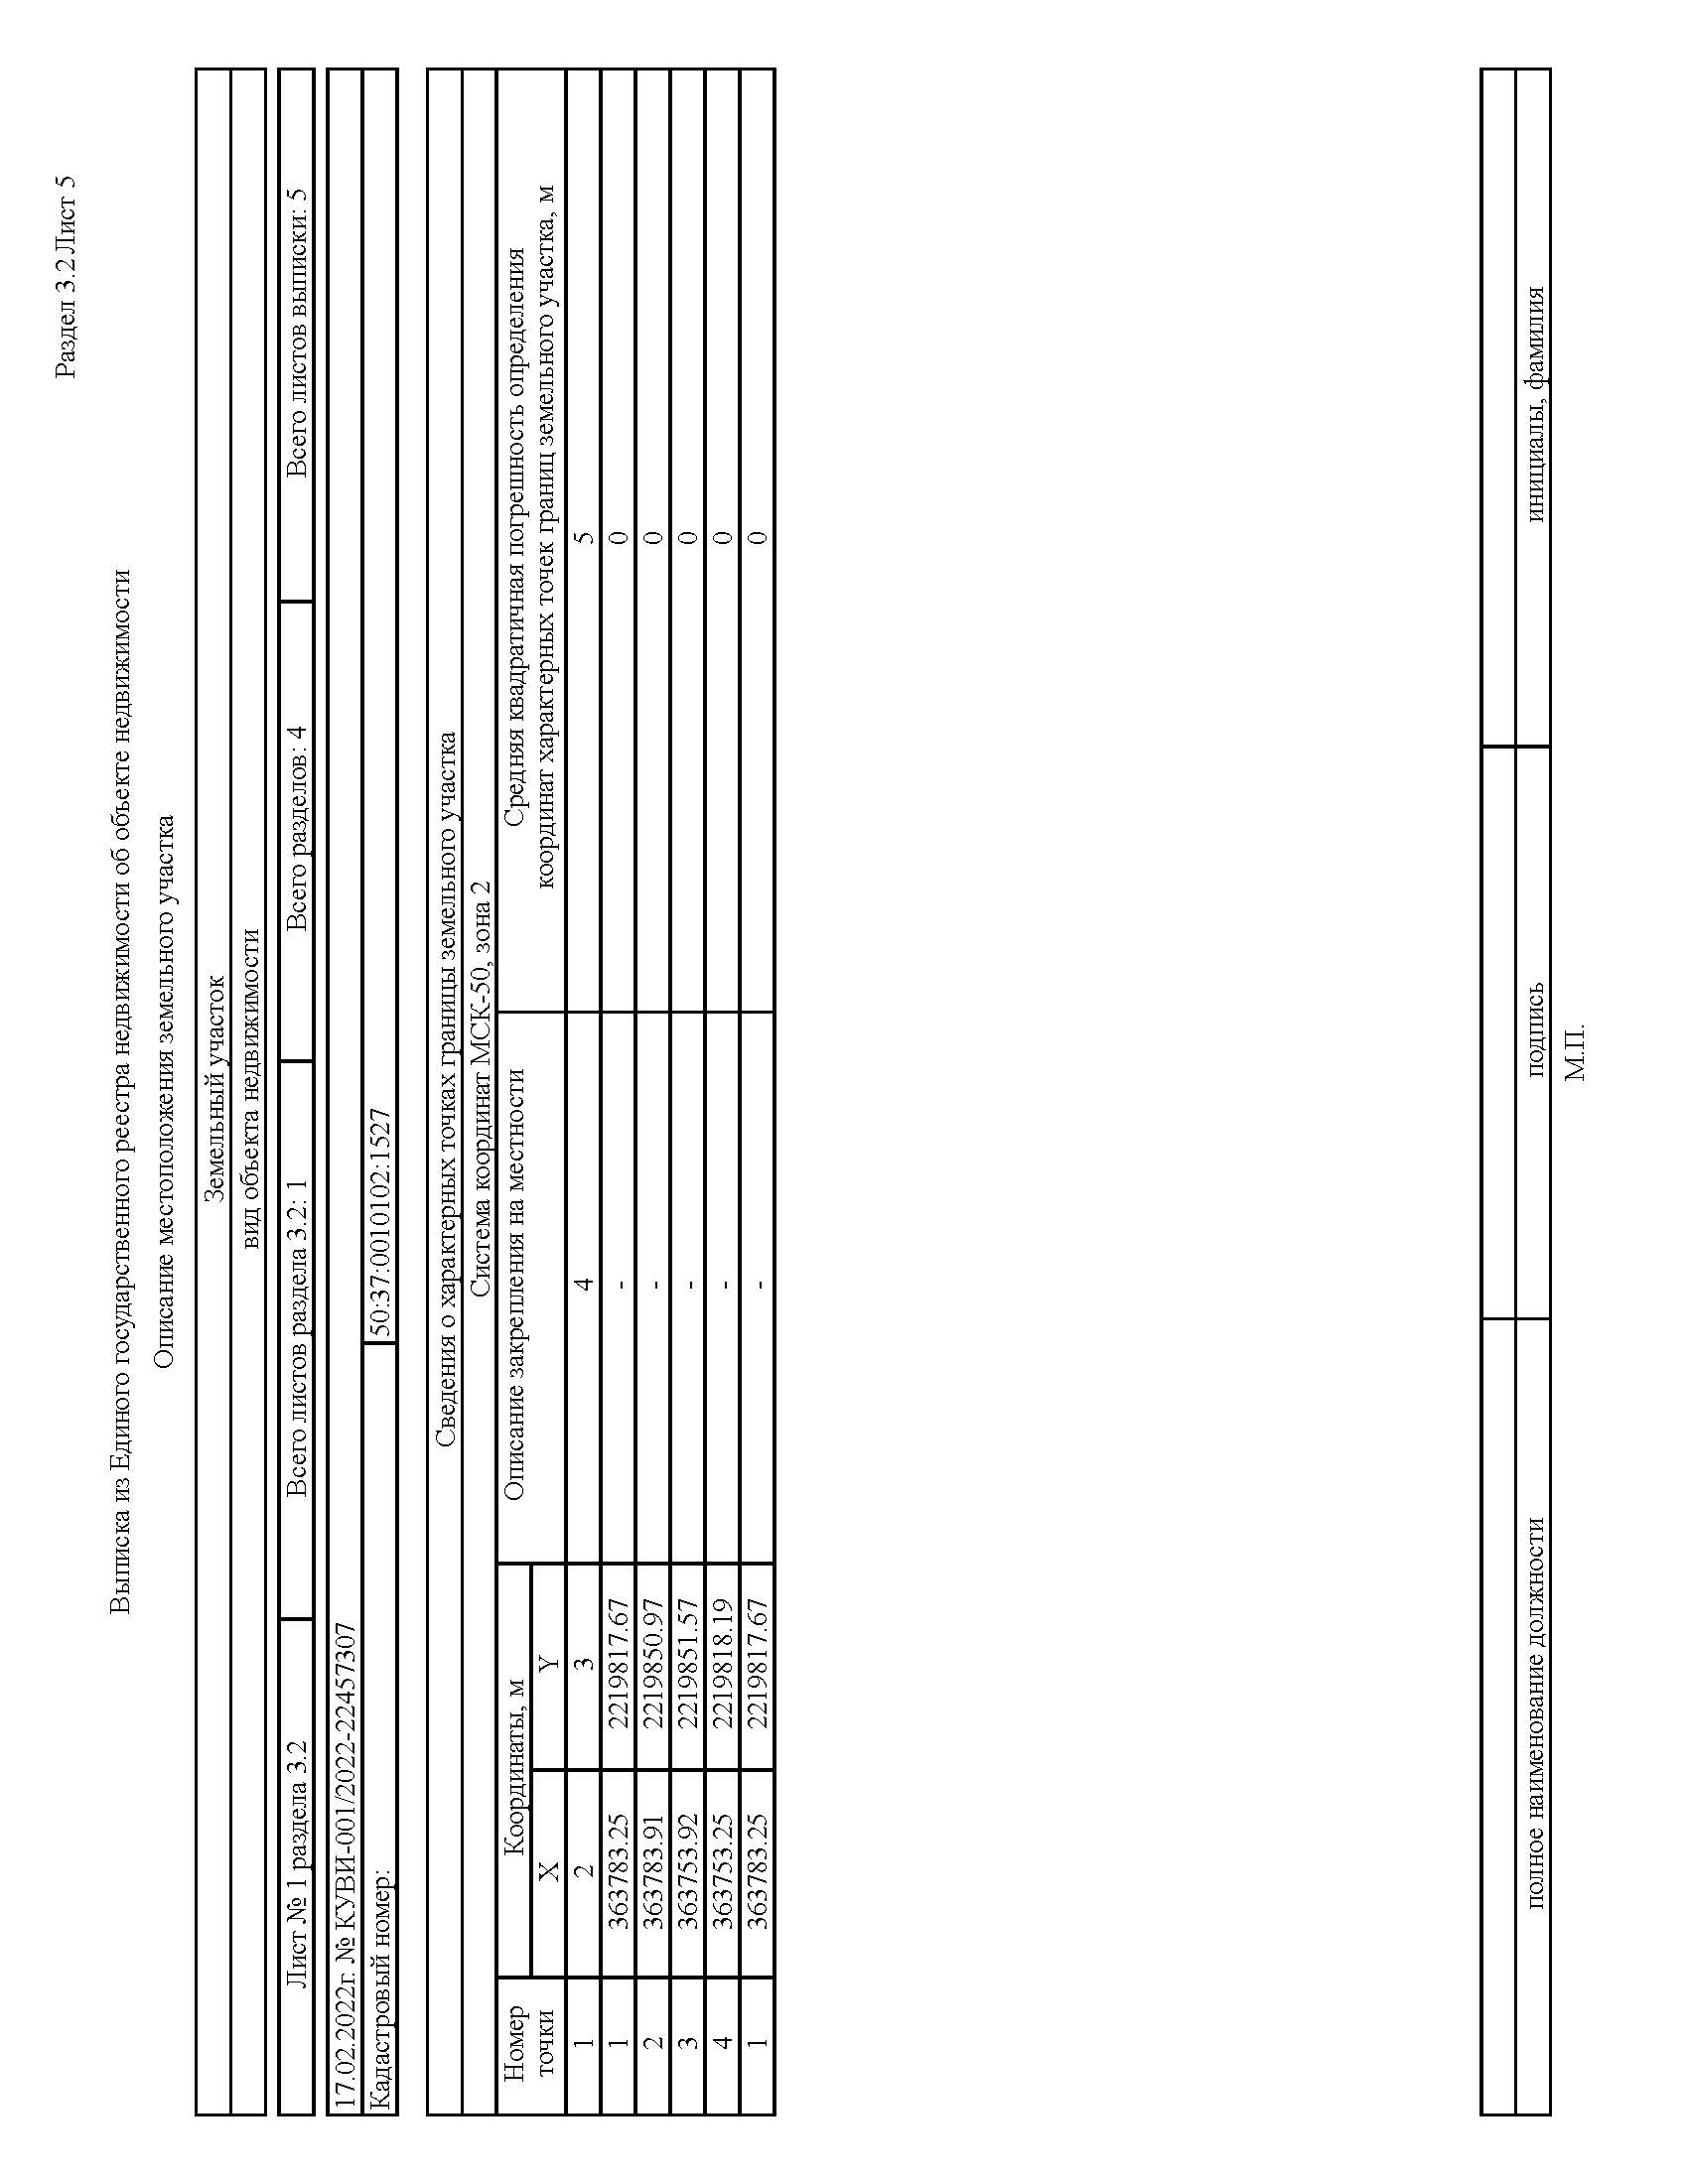 Раздел 3.2 Лист 5
Выписка из Единого государственного реестра недвижимости об объекте недвижимости
Описание местоположения земельного участка
Земельный участок
вид объекта недвижимости
Лист № 1 раздела 3.2 Всего листов раздела 3.2: 1 Всего разделов: 4 Всего листов выписки: 5
17.02.2022г. № КУВИ-001/2022-22457307
Кадастровый номер: 50:37:0010102:1527
Сведения о характерных точках границы земельного участка
Система координат МСК-50, зона 2
Номер точки Координаты, м Описание закрепления на местности Средняя квадратичная погрешность определения
координат характерных точек границ земельного участка, м
X Y
1 2 3 4 5
1 363783.25 2219817.67 - 0
2 363783.91 2219850.97 - 0
3 363753.92 2219851.57 - 0
4 363753.25 2219818.19 - 0
1 363783.25 2219817.67 - 0
полное наименование должности подпись инициалы, фамилия
М.П.